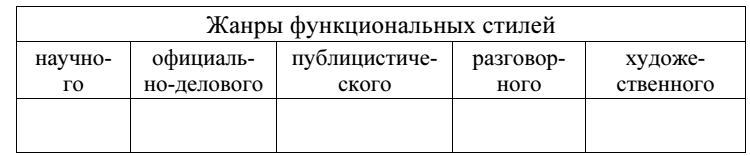 Жанры функциональных стилей
научно- официаль- публицистиче- разговор- художе-
го но-делового ского ного ственного